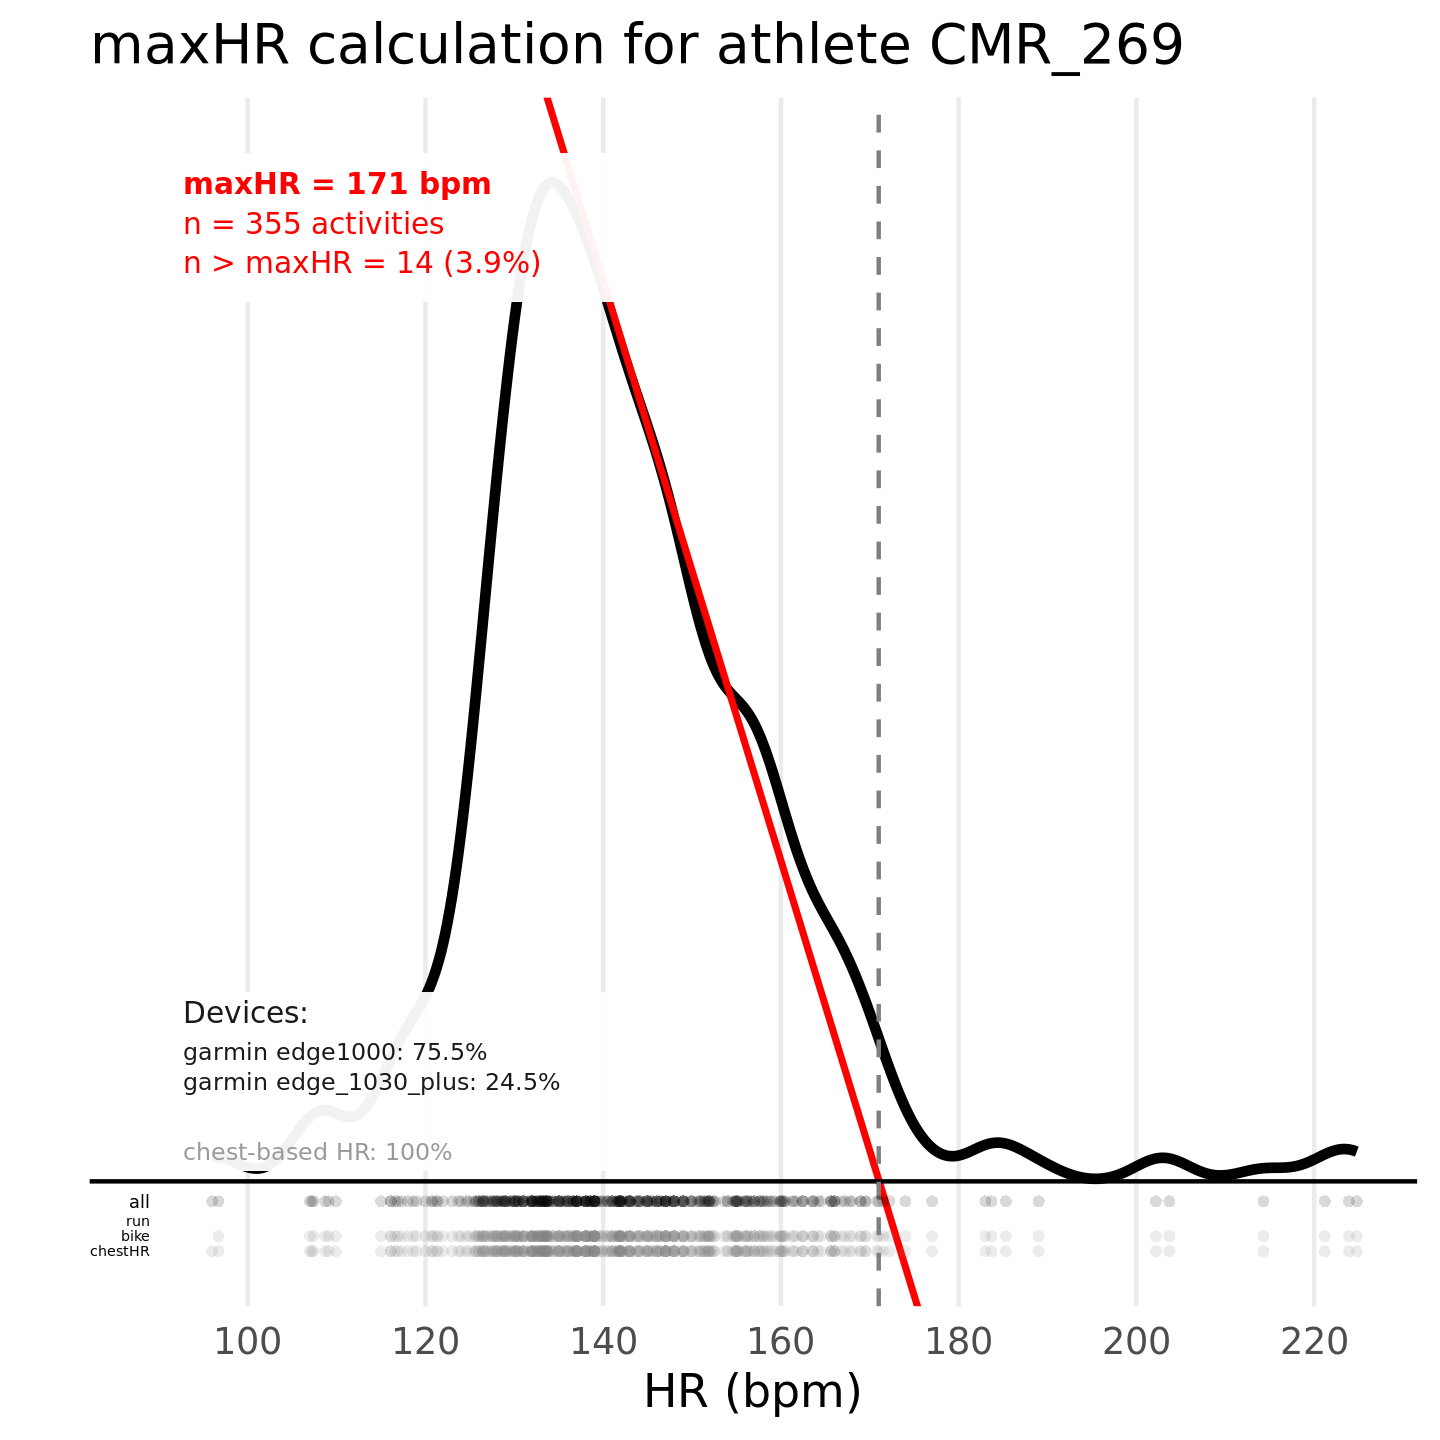 maxHR calculation for athlete CMR_269
maxHR = 171 bpm
n = 355 activities
n > maxHR = 14 (3.9%)
Devices:
garmin edge1000: 75.5%
garmin edge_1030_plus: 24.5%
chest-based HR: 100%
all
run
bike
chestHR
100 120 140 160 180 200 220
HR (bpm)